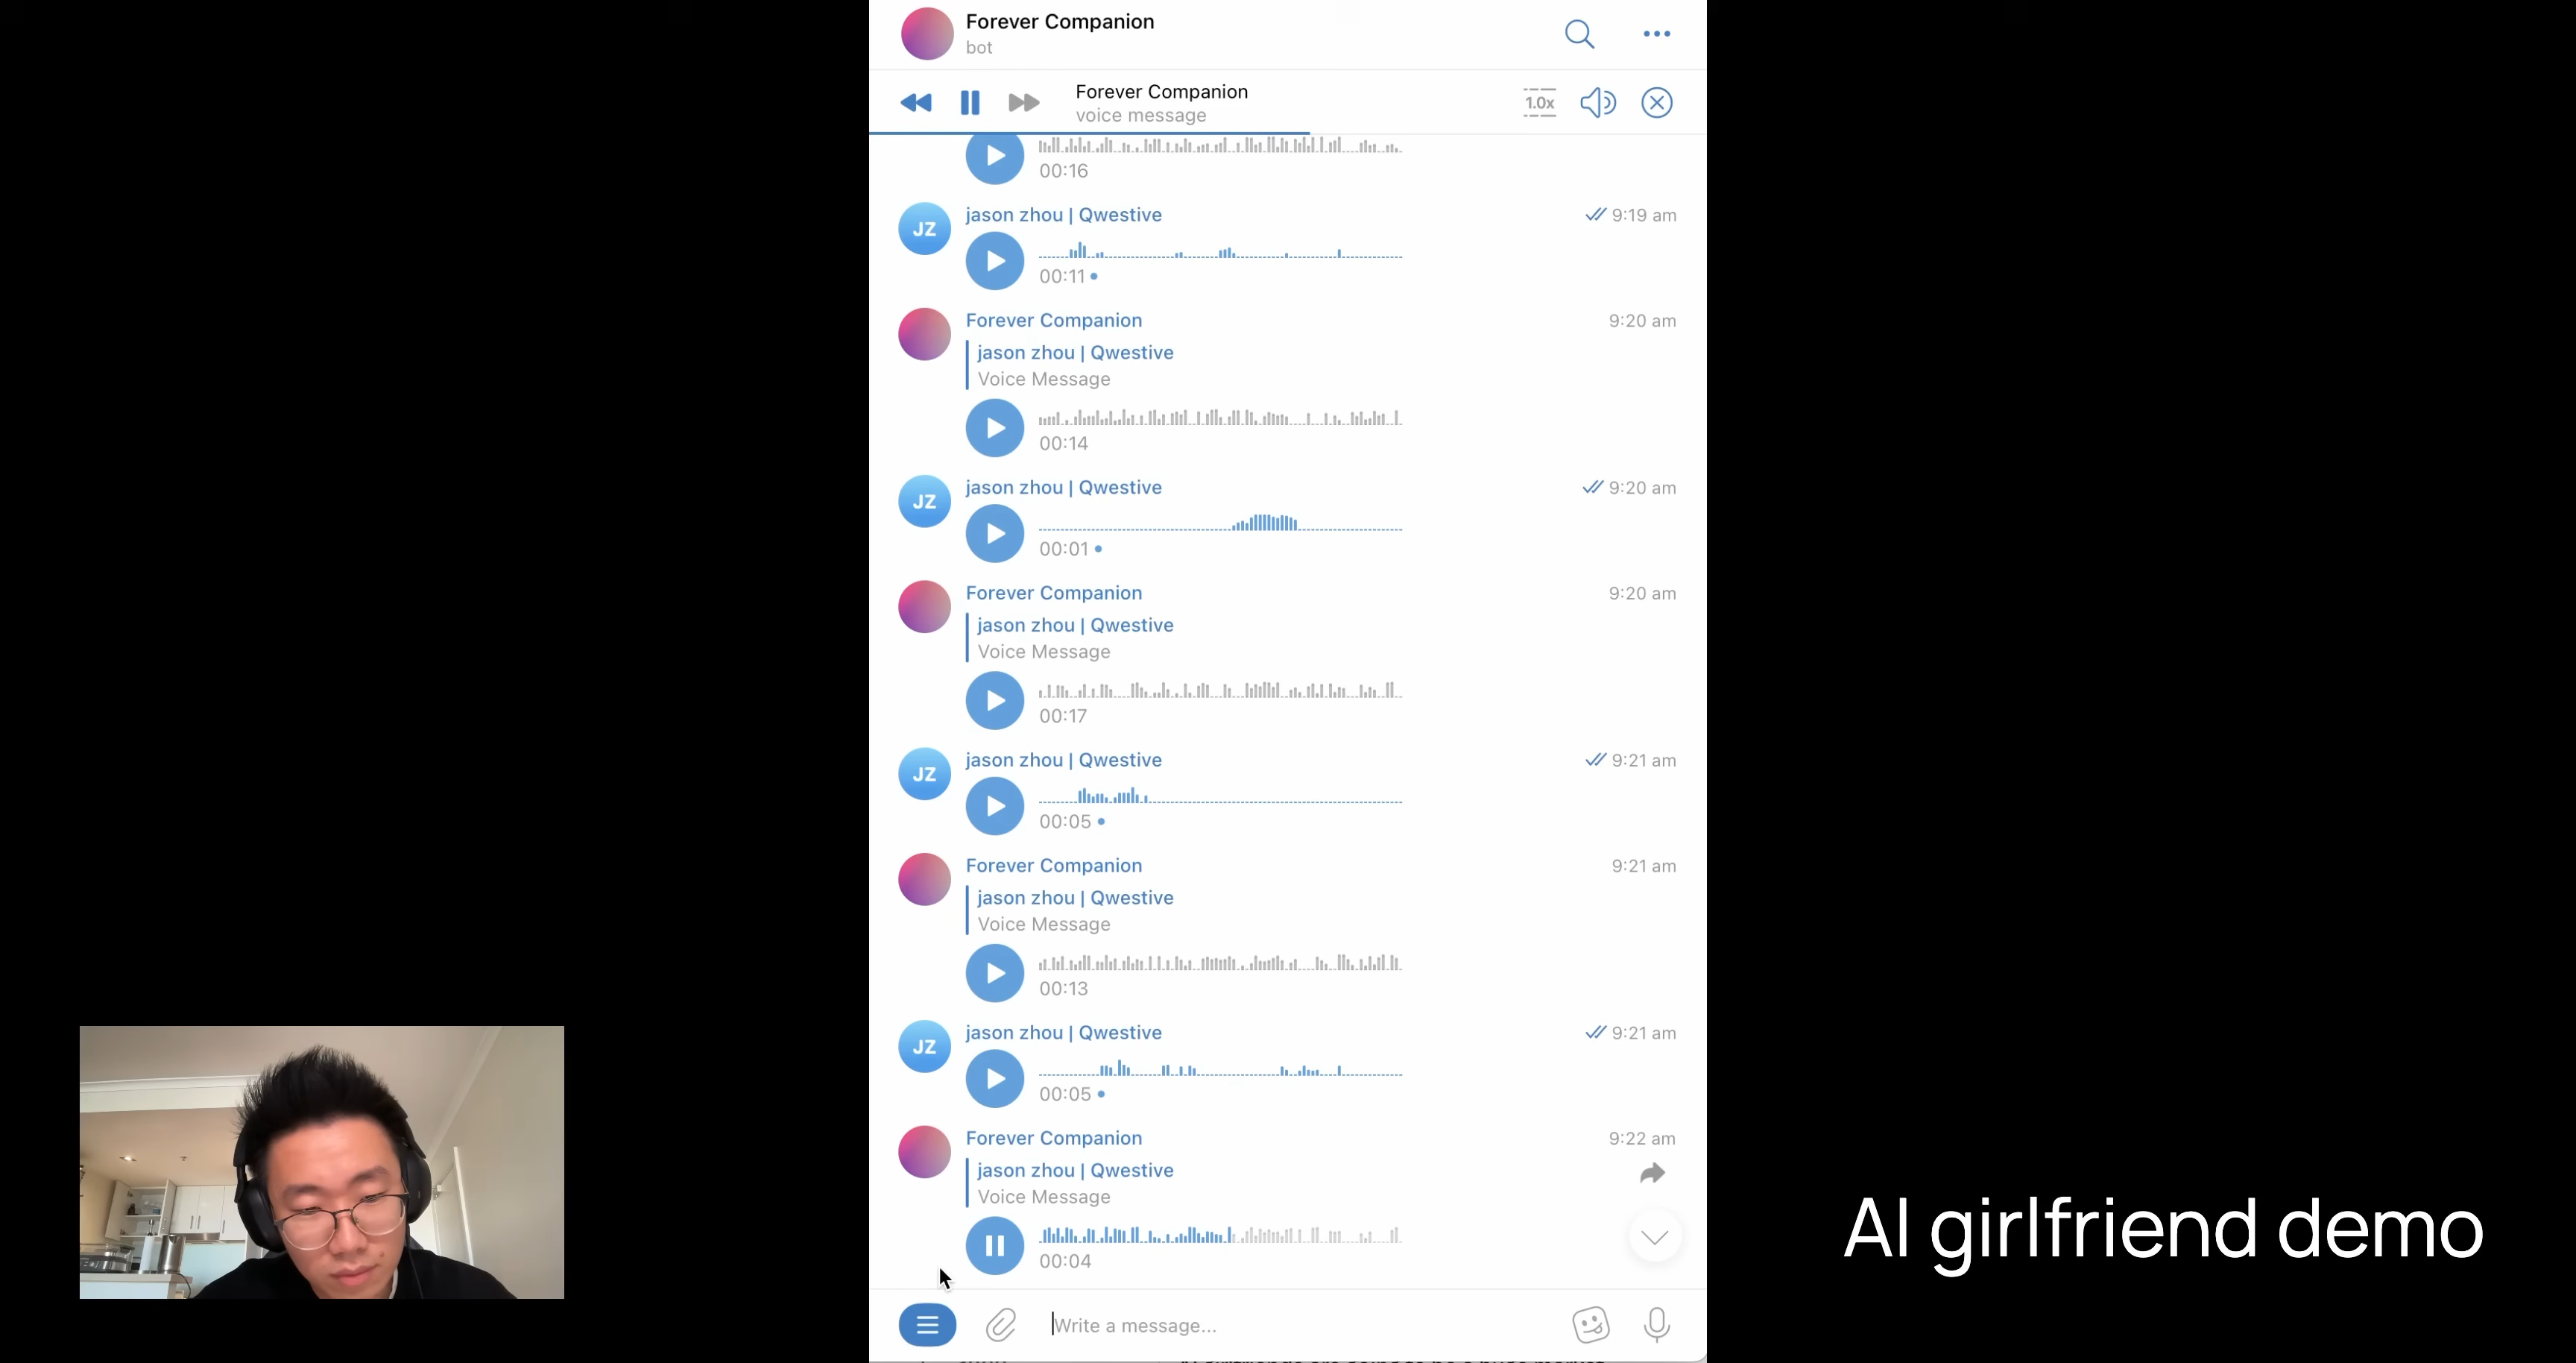 Forever Companion
bot
Forever Companion
voice message
1.0x
00:16
JZ
jason zhou | Qwestive
9:19 am
00:11
Forever Companion
9:20 am
jason zhou | Qwestive
Voice Message
00:14
JZ
jason zhou | Qwestive
9:20 am
00:01
Forever Companion
9:20 am
jason zhou | Qwestive
Voice Message
00:17
JZ
jason zhou | Qwestive
9:21 am
00:05
Forever Companion
9:21 am
jason zhou | Qwestive
Voice Message
00:13
JZ
jason zhou | Qwestive
9:21 am
00:05
Forever Companion
9:22 am
jason zhou | Qwestive
Voice Message
00:04
Write a message...
AI girlfriend demo